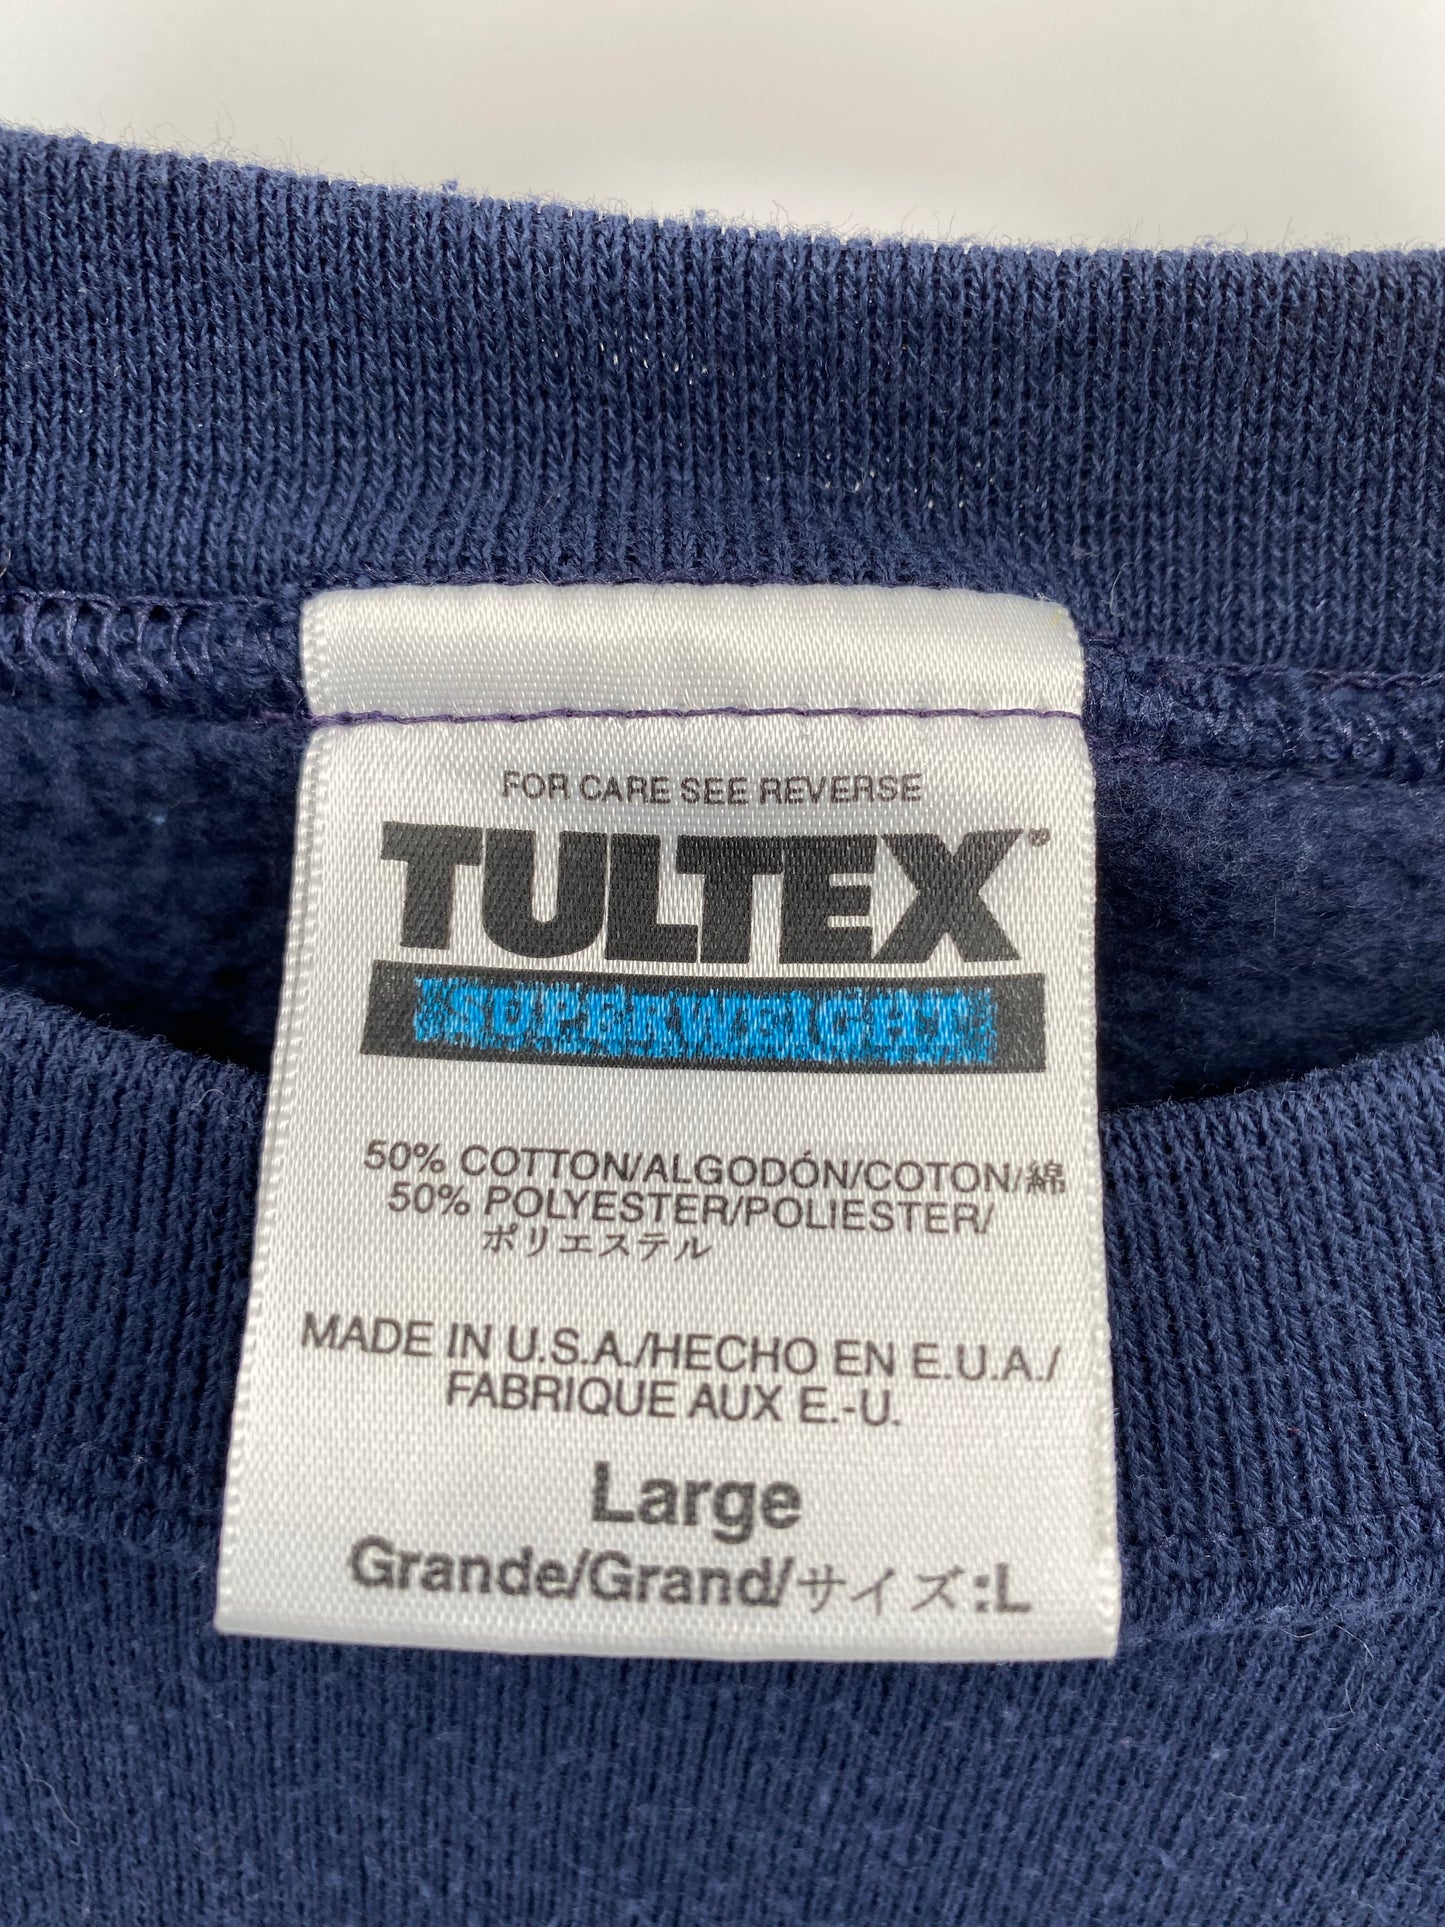 FOR CARE SEE REVERSE
TULTEX®
SUPERWEIGHT
50% COTTON/ALGODÓN/COTON/綿
50% POLYESTER/POLIESTER/
ポリエステル
MADE IN U.S.A./HECHO EN E.U.A./
FABRIQUE AUX E.-U.
Large
Grande/Grand/サイズ:L